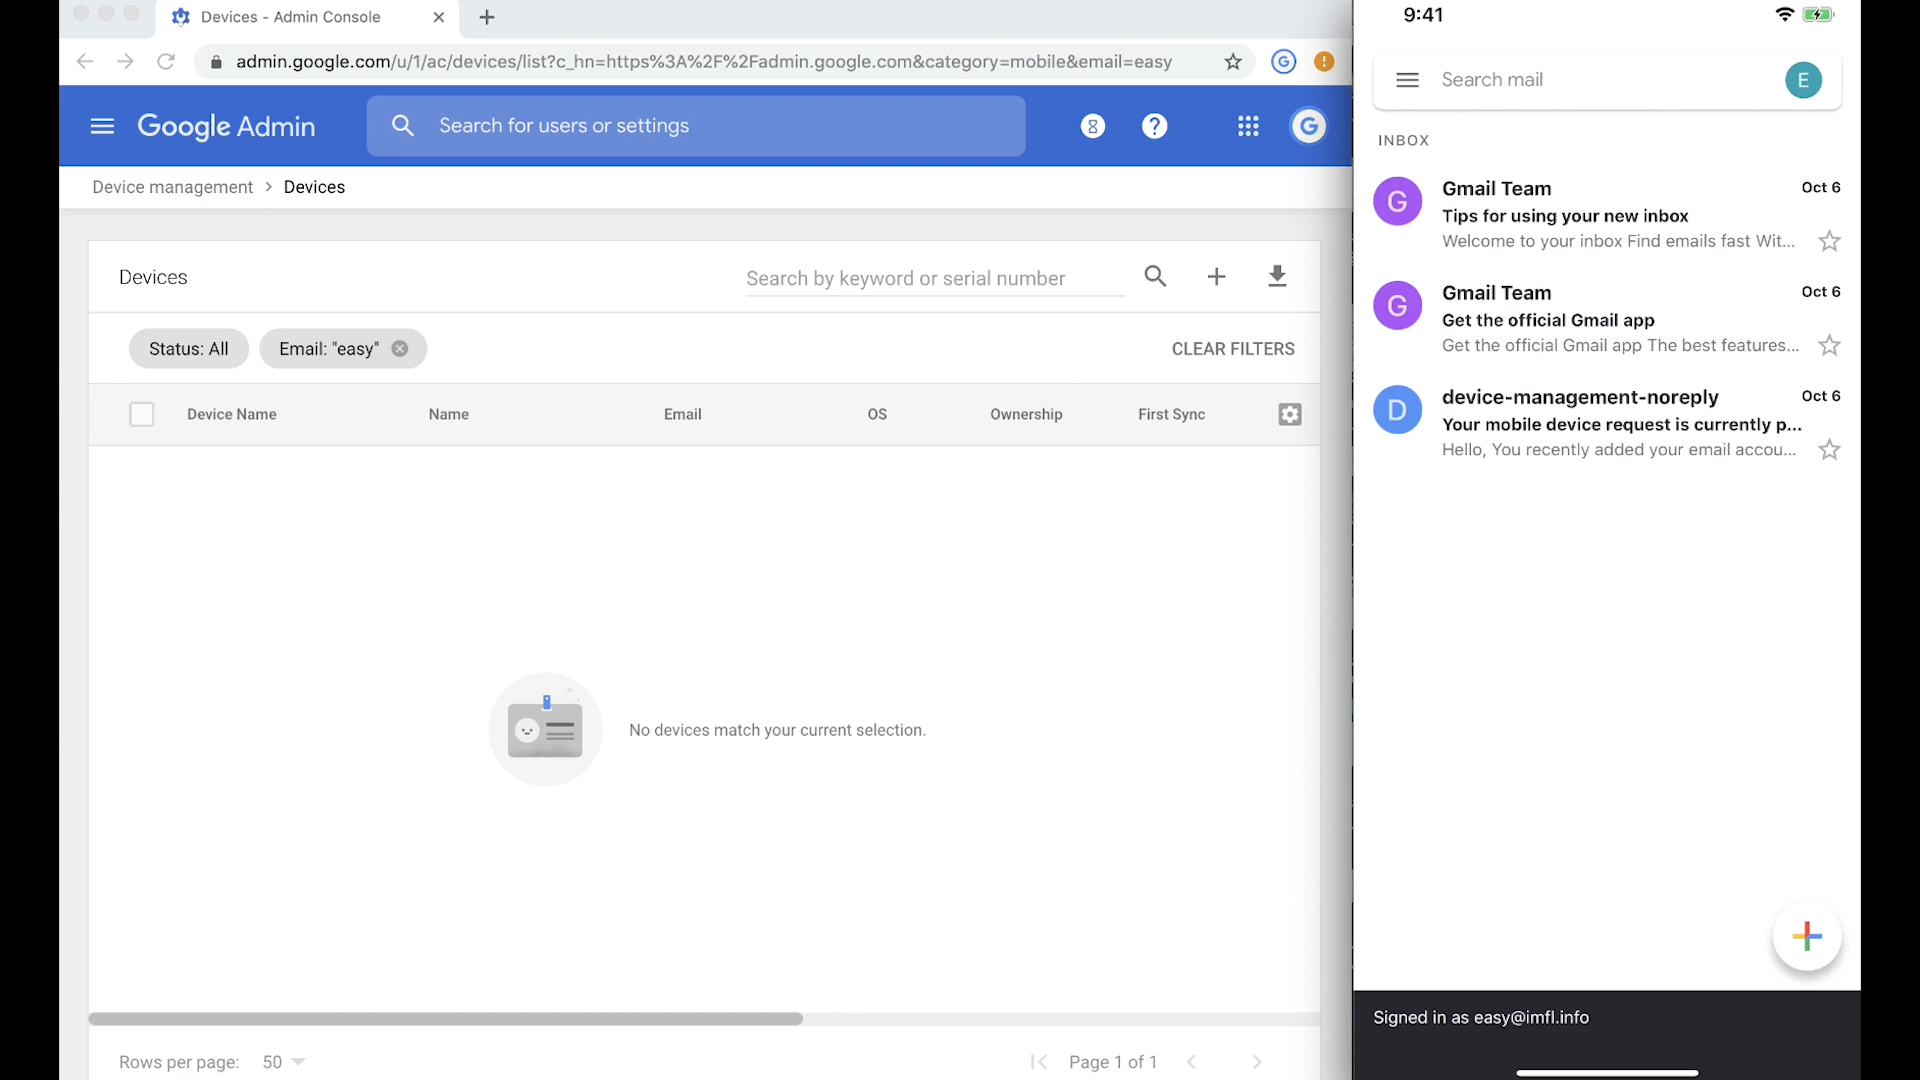 Devices - Admin Console
admin.google.com/u/1/ac/devices/list?c_hn=https%3A%2F%2Fadmin.google.com&category=mobile&email=easy
Google Admin
Search for users or settings
Device management > Devices
Devices
Search by keyword or serial number
Status: All
Email: "easy"
CLEAR FILTERS
Device Name Name Email OS Ownership First Sync
No devices match your current selection.
Rows per page: 50
Page 1 of 1
9:41
Search mail
E
INBOX
G
Gmail Team Oct 6
Tips for using your new inbox
Welcome to your inbox Find emails fast Wit...
G
Gmail Team Oct 6
Get the official Gmail app
Get the official Gmail app The best features...
D
device-management-noreply Oct 6
Your mobile device request is currently p...
Hello, You recently added your email accou...
Signed in as easy@imfl.info